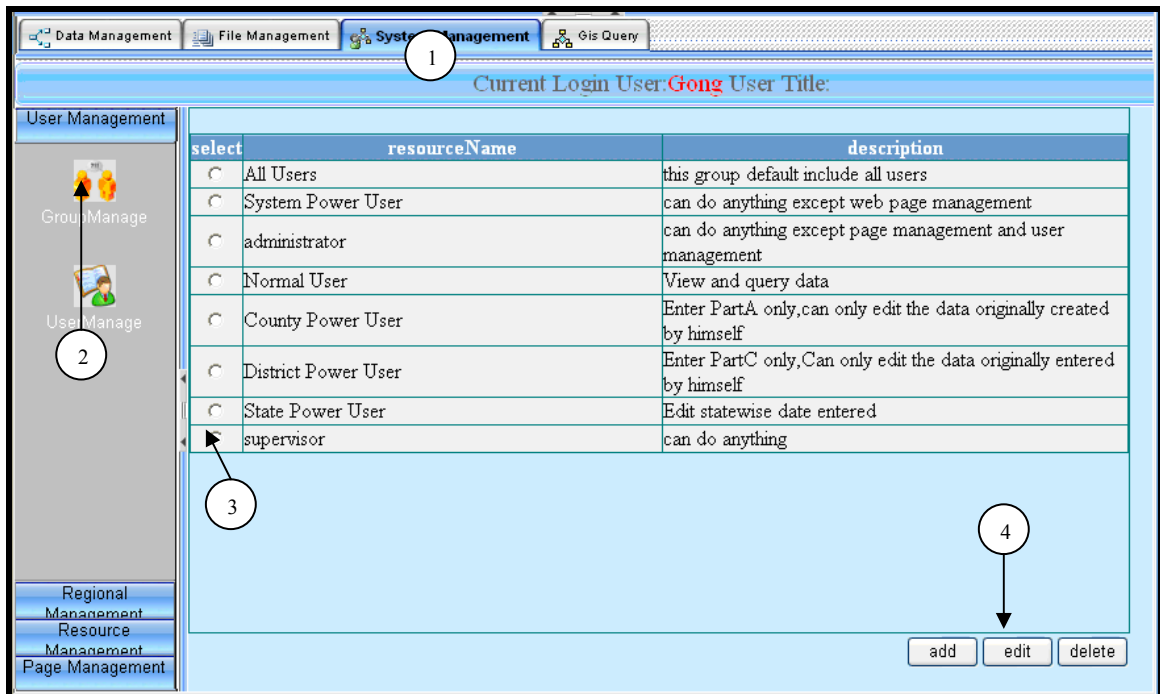 Data Management
File Management
System Management
Gis Query
1
Current Login User:Gong User Title:
User Management
GroupManage
UserManage
2
select resourceName description
All Users this group default include all users
System Power User can do anything except web page management
administrator can do anything except page management and user
management
Normal User View and query data
County Power User Enter PartA only,can only edit the data originally created
by himself
District Power User Enter PartC only,Can only edit the data originally entered
by himself
State Power User Edit statewise date entered
supervisor can do anything
3
4
Regional
Management
Resource
Management
Page Management
add edit delete